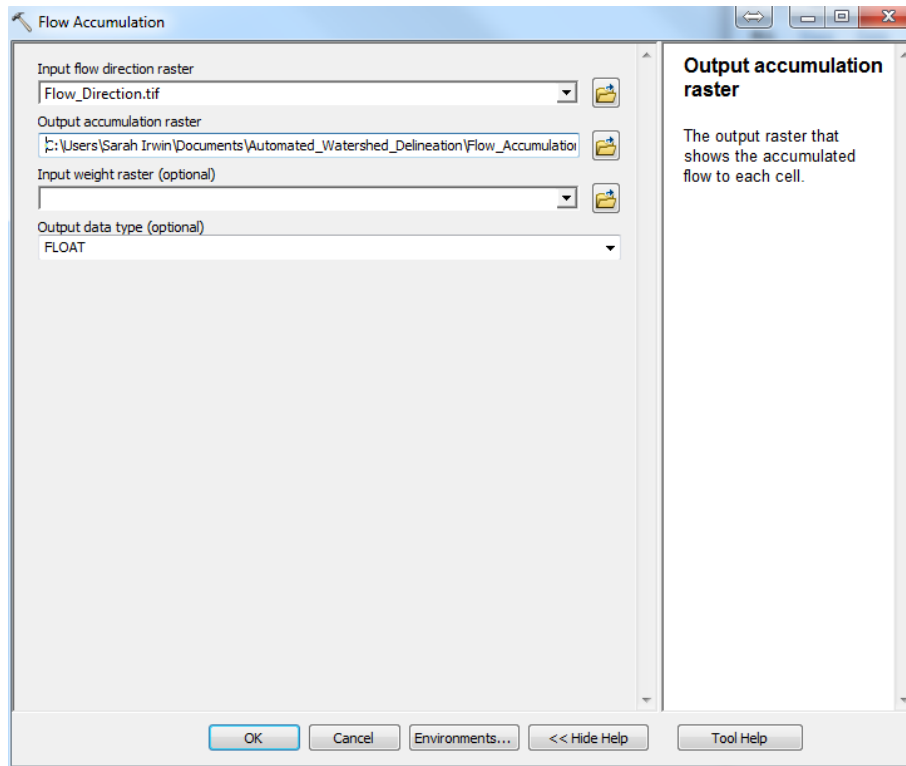 Flow Accumulation
Input flow direction raster
Flow_Direction.tif
Output accumulation raster
C:\Users\Sarah Irwin\Documents\Automated_Watershed_Delineation\Flow_Accumulation
Input weight raster (optional)
Output data type (optional)
FLOAT
Output accumulation
raster
The output raster that
shows the accumulated
flow to each cell.
OK
Cancel
Environments...
<< Hide Help
Tool Help